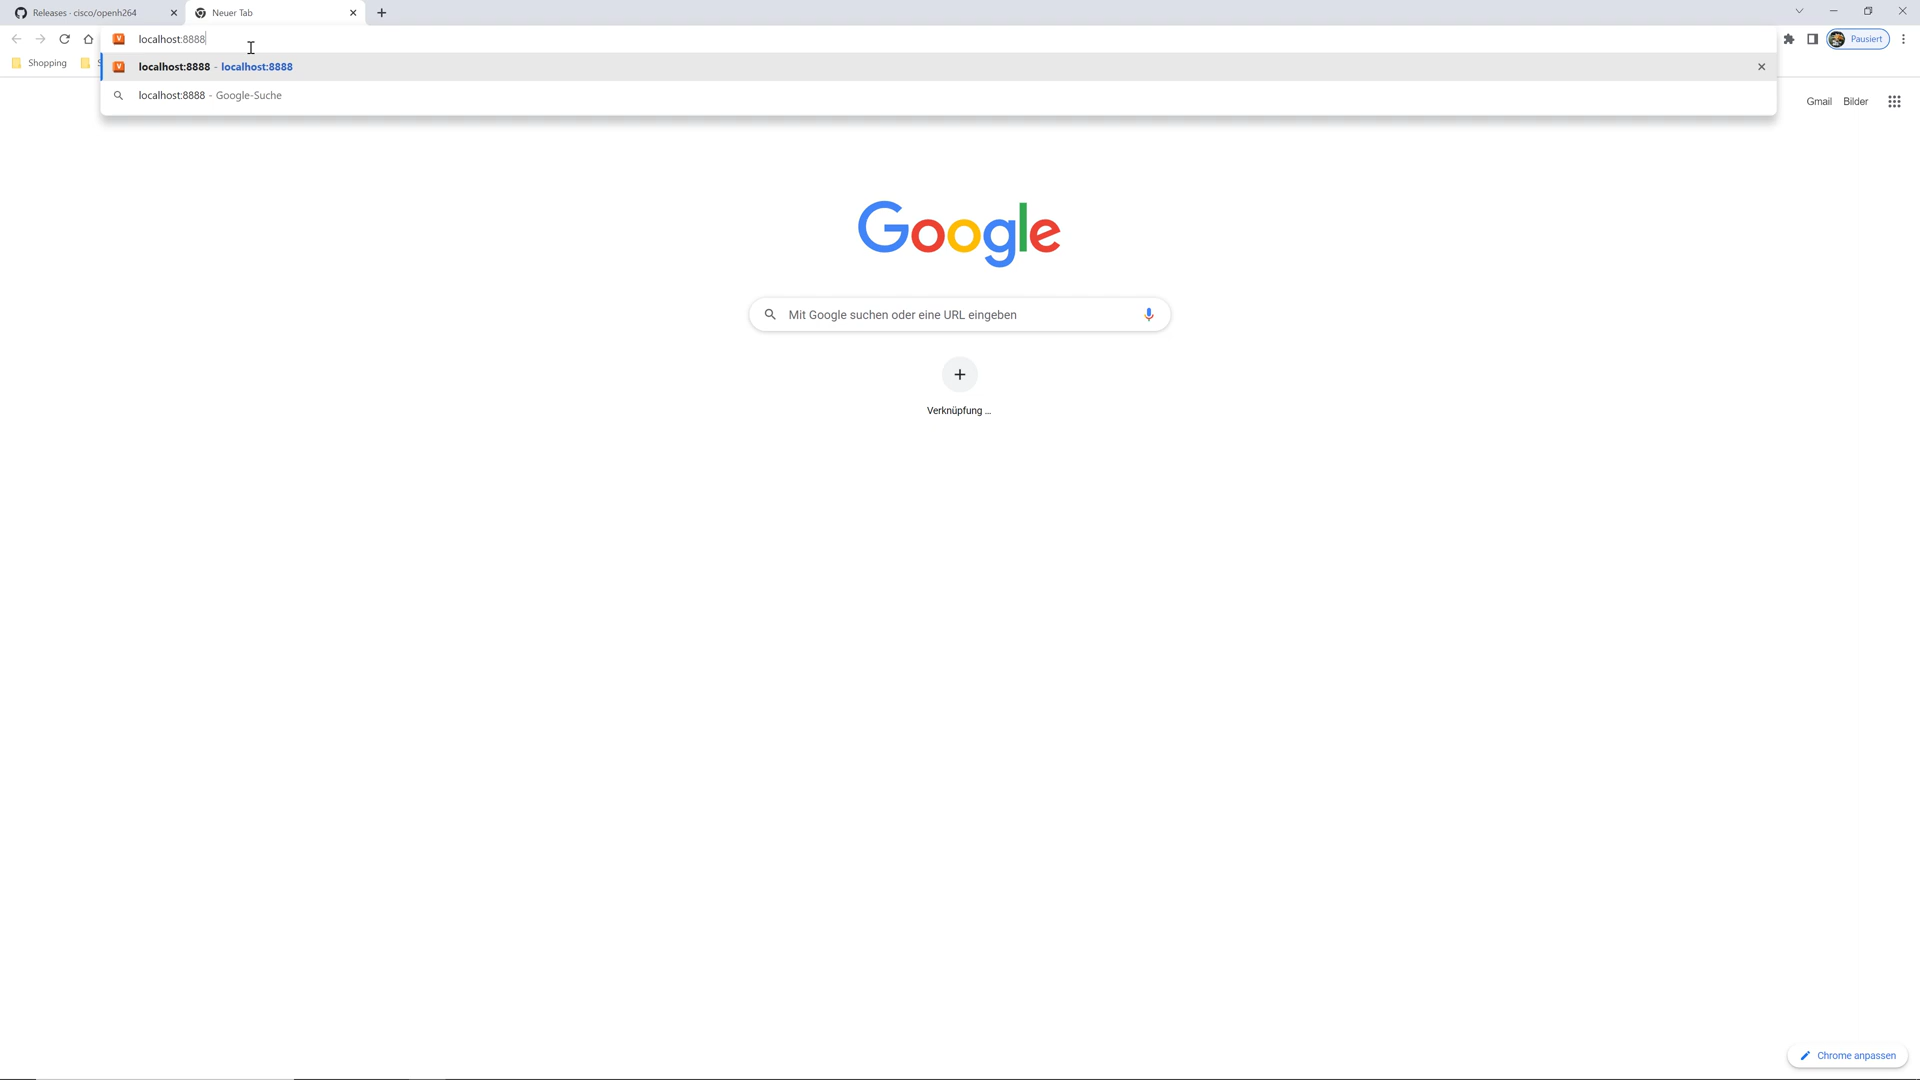 Releases · cisco/openh264
Neuer Tab
localhost:8888
Pausiert
V
localhost:8888 - localhost:8888
Shopping
localhost:8888 - Google-Suche
Gmail
Bilder
Google
Mit Google suchen oder eine URL eingeben
Verknüpfung ...
Chrome anpassen